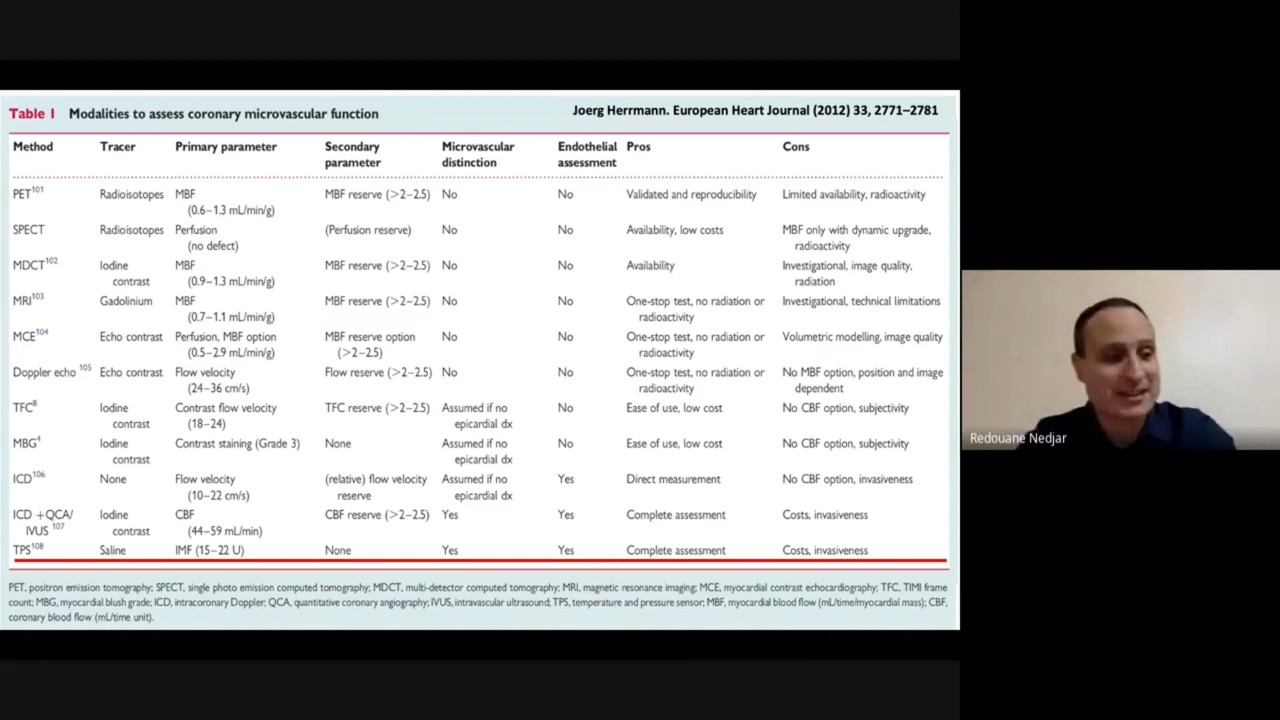 Table 1 Modalities to assess coronary microvascular function
Joerg Herrmann. European Heart Journal (2012) 33, 2771–2781
Method Tracer Primary parameter Secondary parameter Microvascular distinction Endothelial assessment Pros Cons
PET101 Radioisotopes MBF (0.6–1.3 mL/min/g) MBF reserve (>2–2.5) No No Validated and reproducibility Limited availability, radioactivity
SPECT Radioisotopes Perfusion (no defect) (Perfusion reserve) No No Availability, low costs MBF only with dynamic upgrade, radioactivity
MDCT102 Iodine contrast MBF (0.9–1.3 mL/min/g) MBF reserve (>2–2.5) No No Availability Investigational, image quality, radiation
MRI103 Gadolinium MBF (0.7–1.1 mL/min/g) MBF reserve (>2–2.5) No No One-stop test, no radiation or radioactivity Investigational, technical limitations
MCE104 Echo contrast Perfusion, MBF option (0.5–2.9 mL/min/g) MBF reserve option (>2–2.5) No No One-stop test, no radiation or radioactivity Volumetric modelling, image quality
Doppler echo 105 Echo contrast Flow velocity (24–36 cm/s) Flow reserve (>2–2.5) No No One-stop test, no radiation or radioactivity No MBF option, position and image dependent
TFC8 Iodine contrast Contrast flow velocity (18–24) TFC reserve (>2–2.5) Assumed if no epicardial dx No Ease of use, low cost No CBF option, subjectivity
MBG4 Iodine contrast Contrast staining (Grade 3) None Assumed if no epicardial dx No Ease of use, low cost No CBF option, subjectivity
ICD106 None Flow velocity (10–22 cm/s) (relative) flow velocity reserve Assumed if no epicardial dx Yes Direct measurement No CBF option, invasiveness
ICD +QCA/ IVUS 107 Iodine contrast CBF (44–59 mL/min) CBF reserve (>2–2.5) Yes Yes Complete assessment Costs, invasiveness
TPS108 Saline IMF (15–22 U) None Yes Yes Complete assessment Costs, invasiveness
PET, positron emission tomography; SPECT, single photo emission computed tomography; MDCT, multi-detector computed tomography; MRI, magnetic resonance imaging; MCE, myocardial contrast echocardiography; TFC, TIMI frame
count; MBG, myocardial blush grade; ICD, intracoronary Doppler; QCA, quantitative coronary angiography; IVUS, intravascular ultrasound; TPS, temperature and pressure sensor; MBF, myocardial blood flow (mL/time/myocardial mass); CBF,
coronary blood flow (mL/time unit).
Redouane Nedjar